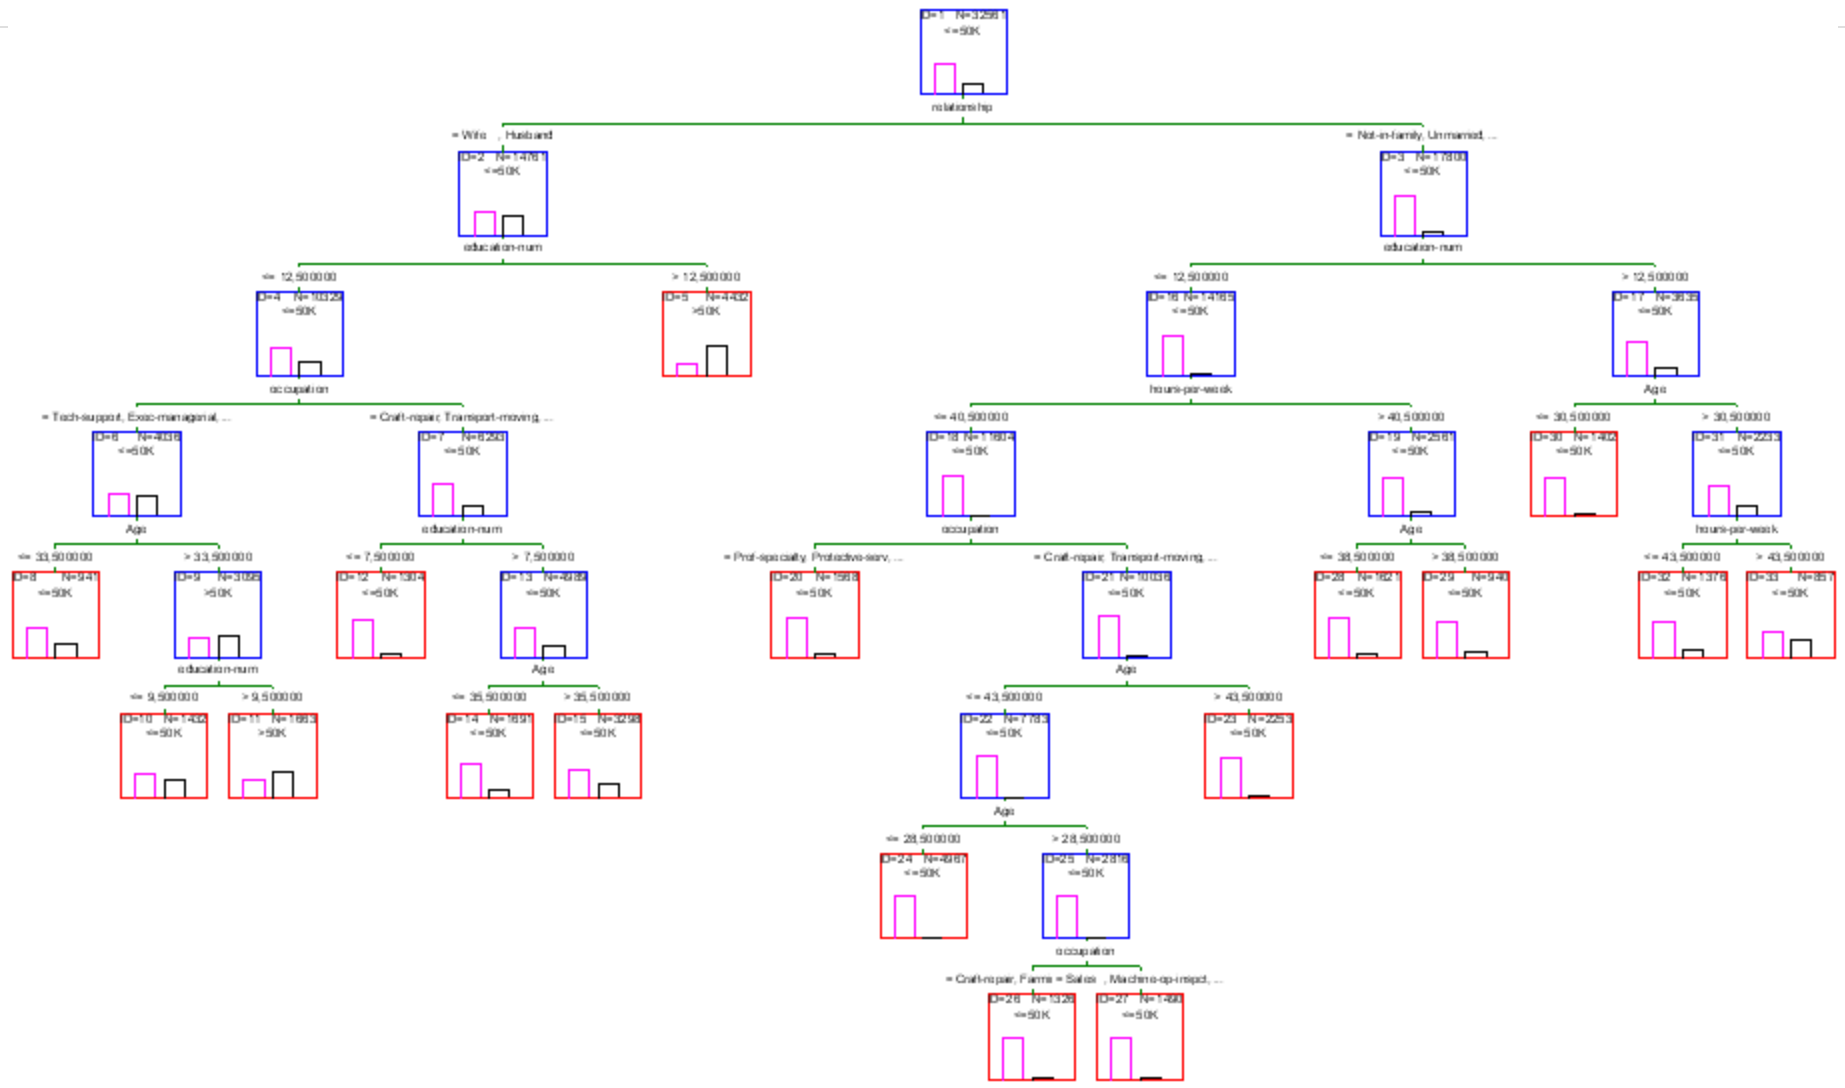 ID=1 N=32561
<=50K
relationship
= Wife , Husband
= Not-in-family, Unmarried, ...
ID=2 N=14761
<=50K
ID=3 N=17800
<=50K
education-num
education-num
<= 12,500000
> 12,500000
<= 12,500000
> 12,500000
ID=4 N=10329
<=50K
ID=5 N=4432
>50K
ID=16 N=14165
<=50K
ID=17 N=3635
<=50K
occupation
hours-per-week
Age
= Tech-support, Exec-managerial, ...
= Craft-repair, Transport-moving, ...
<= 40,500000
> 40,500000
<= 30,500000
> 30,500000
ID=6 N=4036
<=50K
ID=7 N=6293
<=50K
ID=18 N=11604
<=50K
ID=19 N=2561
<=50K
ID=30 N=1402
<=50K
ID=31 N=2233
<=50K
Age
education-num
occupation
Age
hours-per-week
<= 33,500000
> 33,500000
<= 7,500000
> 7,500000
= Prof-specialty, Protective-serv, ...
= Craft-repair, Transport-moving, ...
<= 38,500000
> 38,500000
<= 43,500000
> 43,500000
ID=8 N=941
<=50K
ID=9 N=3095
>50K
ID=12 N=1304
<=50K
ID=13 N=4989
<=50K
ID=20 N=1568
<=50K
ID=21 N=10036
<=50K
ID=28 N=1621
<=50K
ID=29 N=940
<=50K
ID=32 N=1376
<=50K
ID=33 N=857
<=50K
education-num
Age
Age
<= 9,500000
> 9,500000
<= 35,500000
> 35,500000
<= 43,500000
> 43,500000
ID=10 N=1432
<=50K
ID=11 N=1663
>50K
ID=14 N=1691
<=50K
ID=15 N=3298
<=50K
ID=22 N=7783
<=50K
ID=23 N=2253
<=50K
Age
<= 28,500000
> 28,500000
ID=24 N=4967
<=50K
ID=25 N=2816
<=50K
occupation
= Craft-repair, Farmi = Sales , Machine-op-inspct, ...
ID=26 N=1326
<=50K
ID=27 N=1490
<=50K